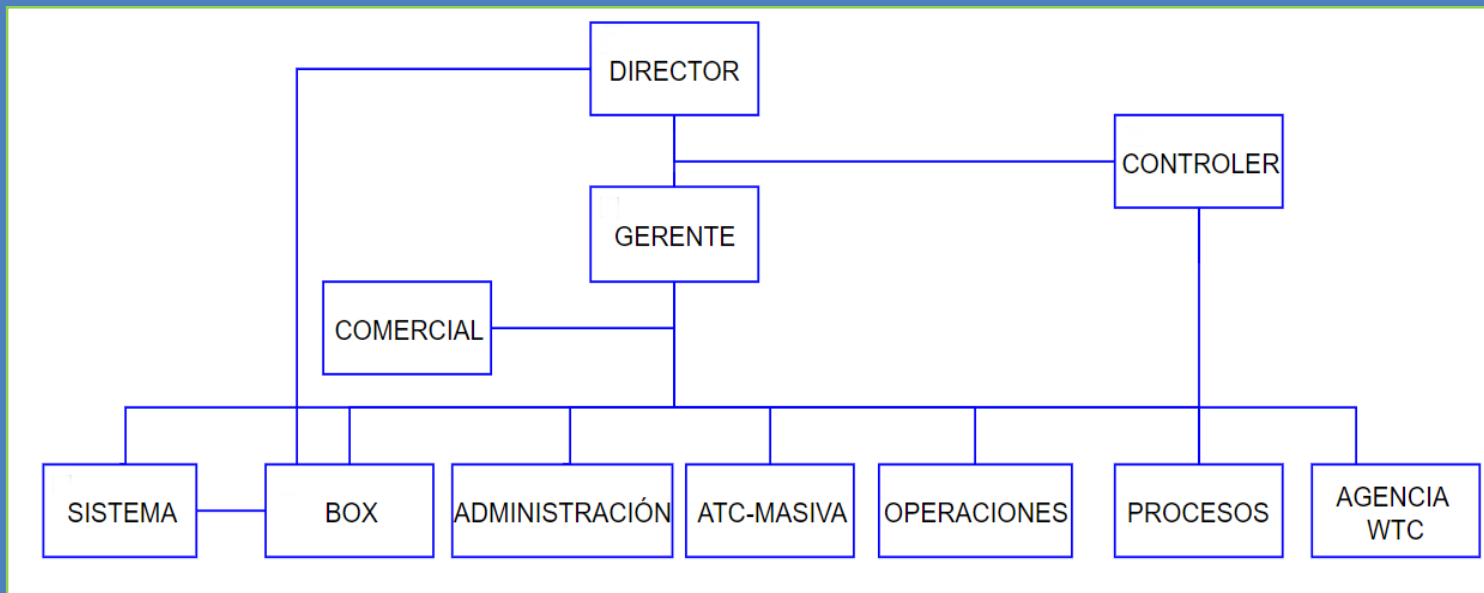 DIRECTOR
CONTROLER
GERENTE
COMERCIAL
SISTEMA
BOX
ADMINISTRACIÓN
ATC-MASIVA
OPERACIONES
PROCESOS
AGENCIA
WTC